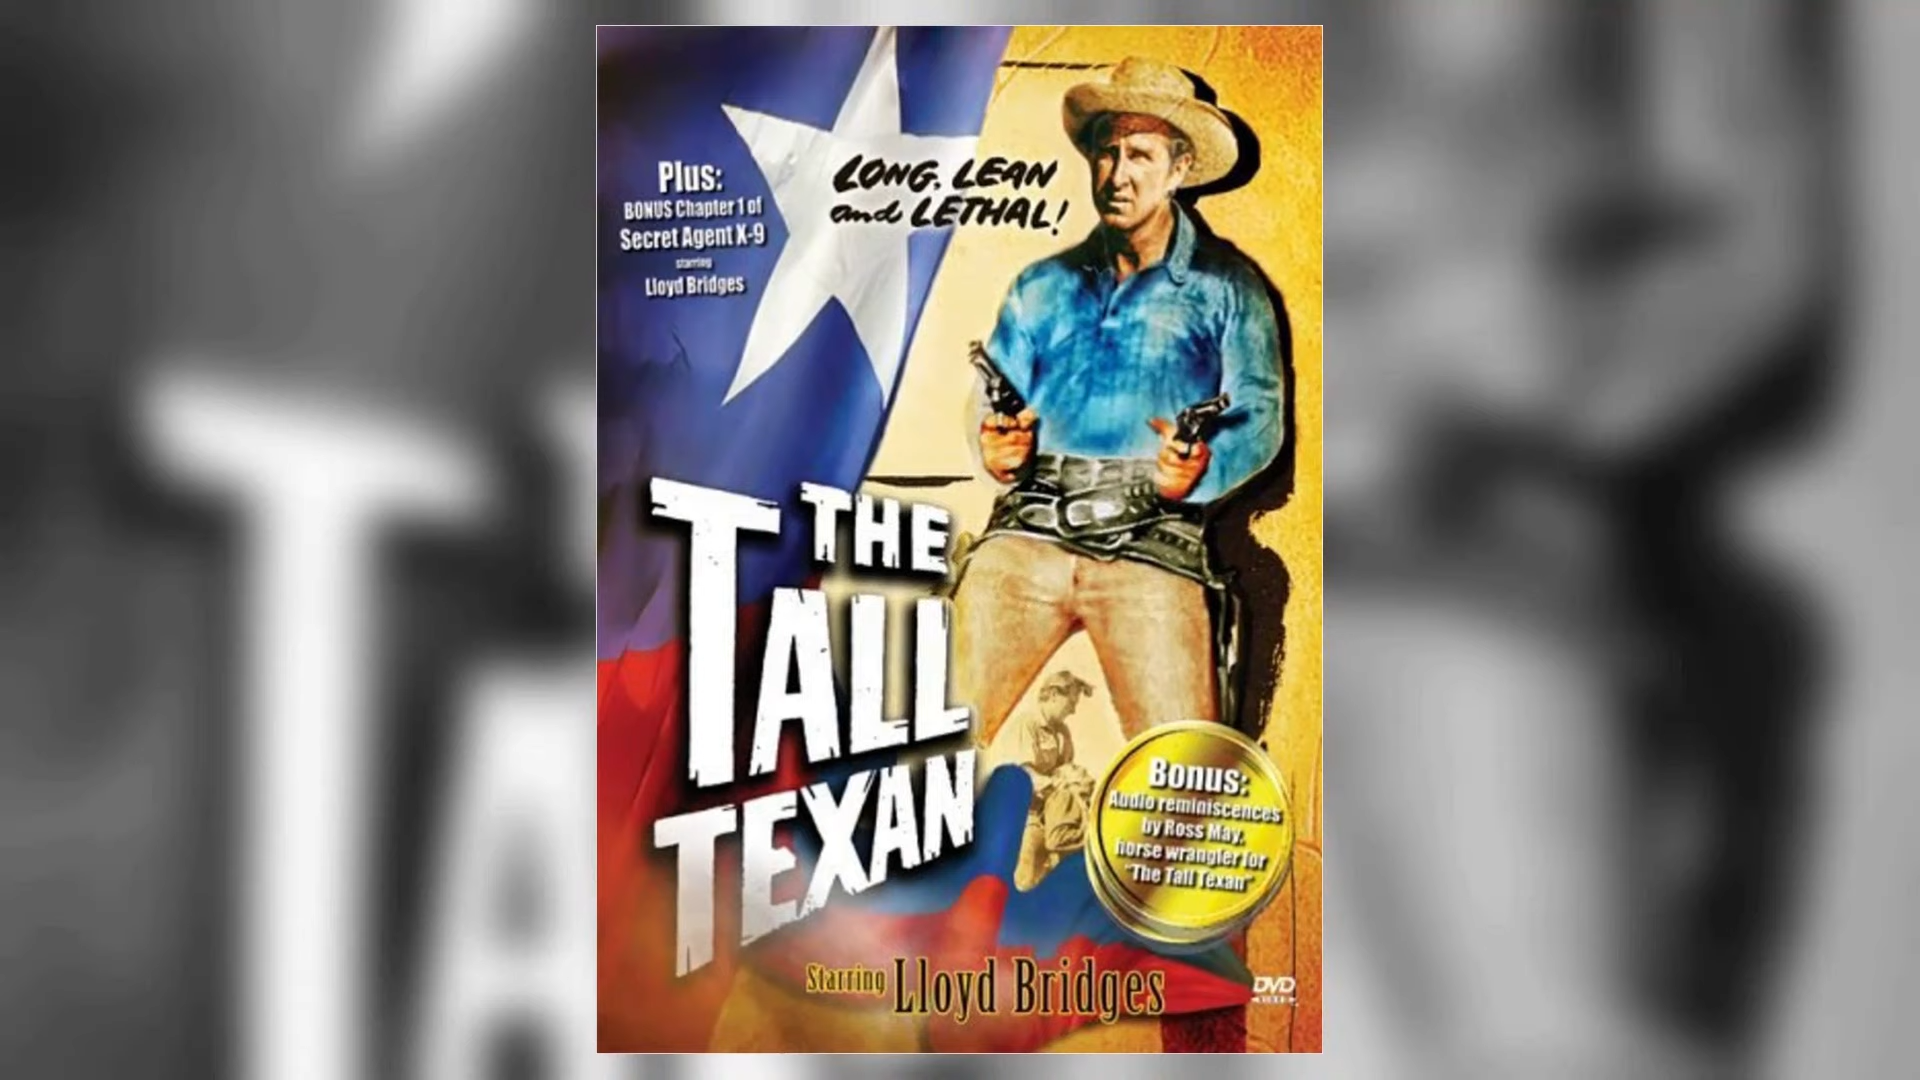 Plus:
BONUS Chapter 1 of
Secret Agent X-9
starring
Lloyd Bridges
LONG, LEAN
and LETHAL!
THE
TALL
TEXAN
Bonus:
Audio reminiscences
by Ross May,
horse wrangler for
"The Tall Texan"
Starring Lloyd Bridges
DVD
VIDEO